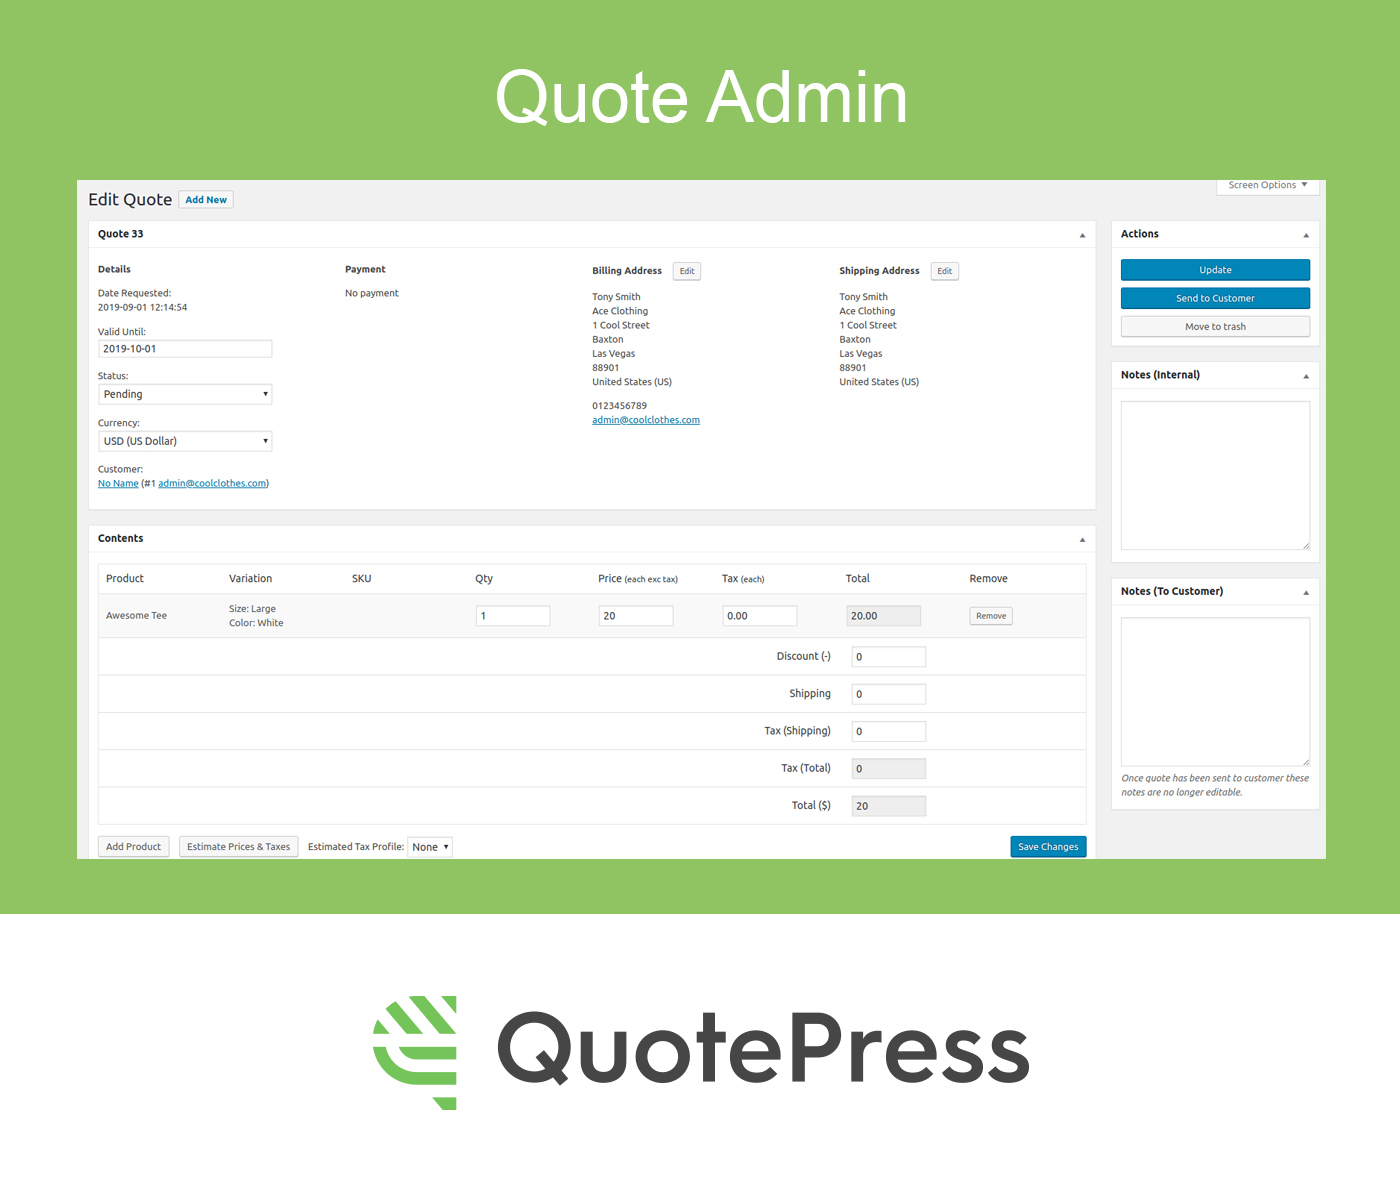 Quote Admin
Edit Quote
Add New
Screen Options
Quote 33
Details
Date Requested:
2019-09-01 12:14:54
Valid Until:
2019-10-01
Status:
Pending
Currency:
USD (US Dollar)
Customer:
No Name (#1 admin@coolclothes.com)
Payment
No payment
Billing Address
Edit
Tony Smith
Ace Clothing
1 Cool Street
Baxton
Las Vegas
88901
United States (US)
0123456789
admin@coolclothes.com
Shipping Address
Edit
Tony Smith
Ace Clothing
1 Cool Street
Baxton
Las Vegas
88901
United States (US)
Actions
Update
Send to Customer
Move to trash
Notes (Internal)
Notes (To Customer)
Once quote has been sent to customer these
notes are no longer editable.
Contents
Product Variation SKU Qty Price (each exc tax) Tax (each) Total Remove
Awesome Tee
Size: Large
Color: White
1
20
0.00
20.00
Remove
Discount (-) 0
Shipping 0
Tax (Shipping) 0
Tax (Total) 0
Total ($) 20
Add Product
Estimate Prices & Taxes
Estimated Tax Profile: None
Save Changes
QuotePress